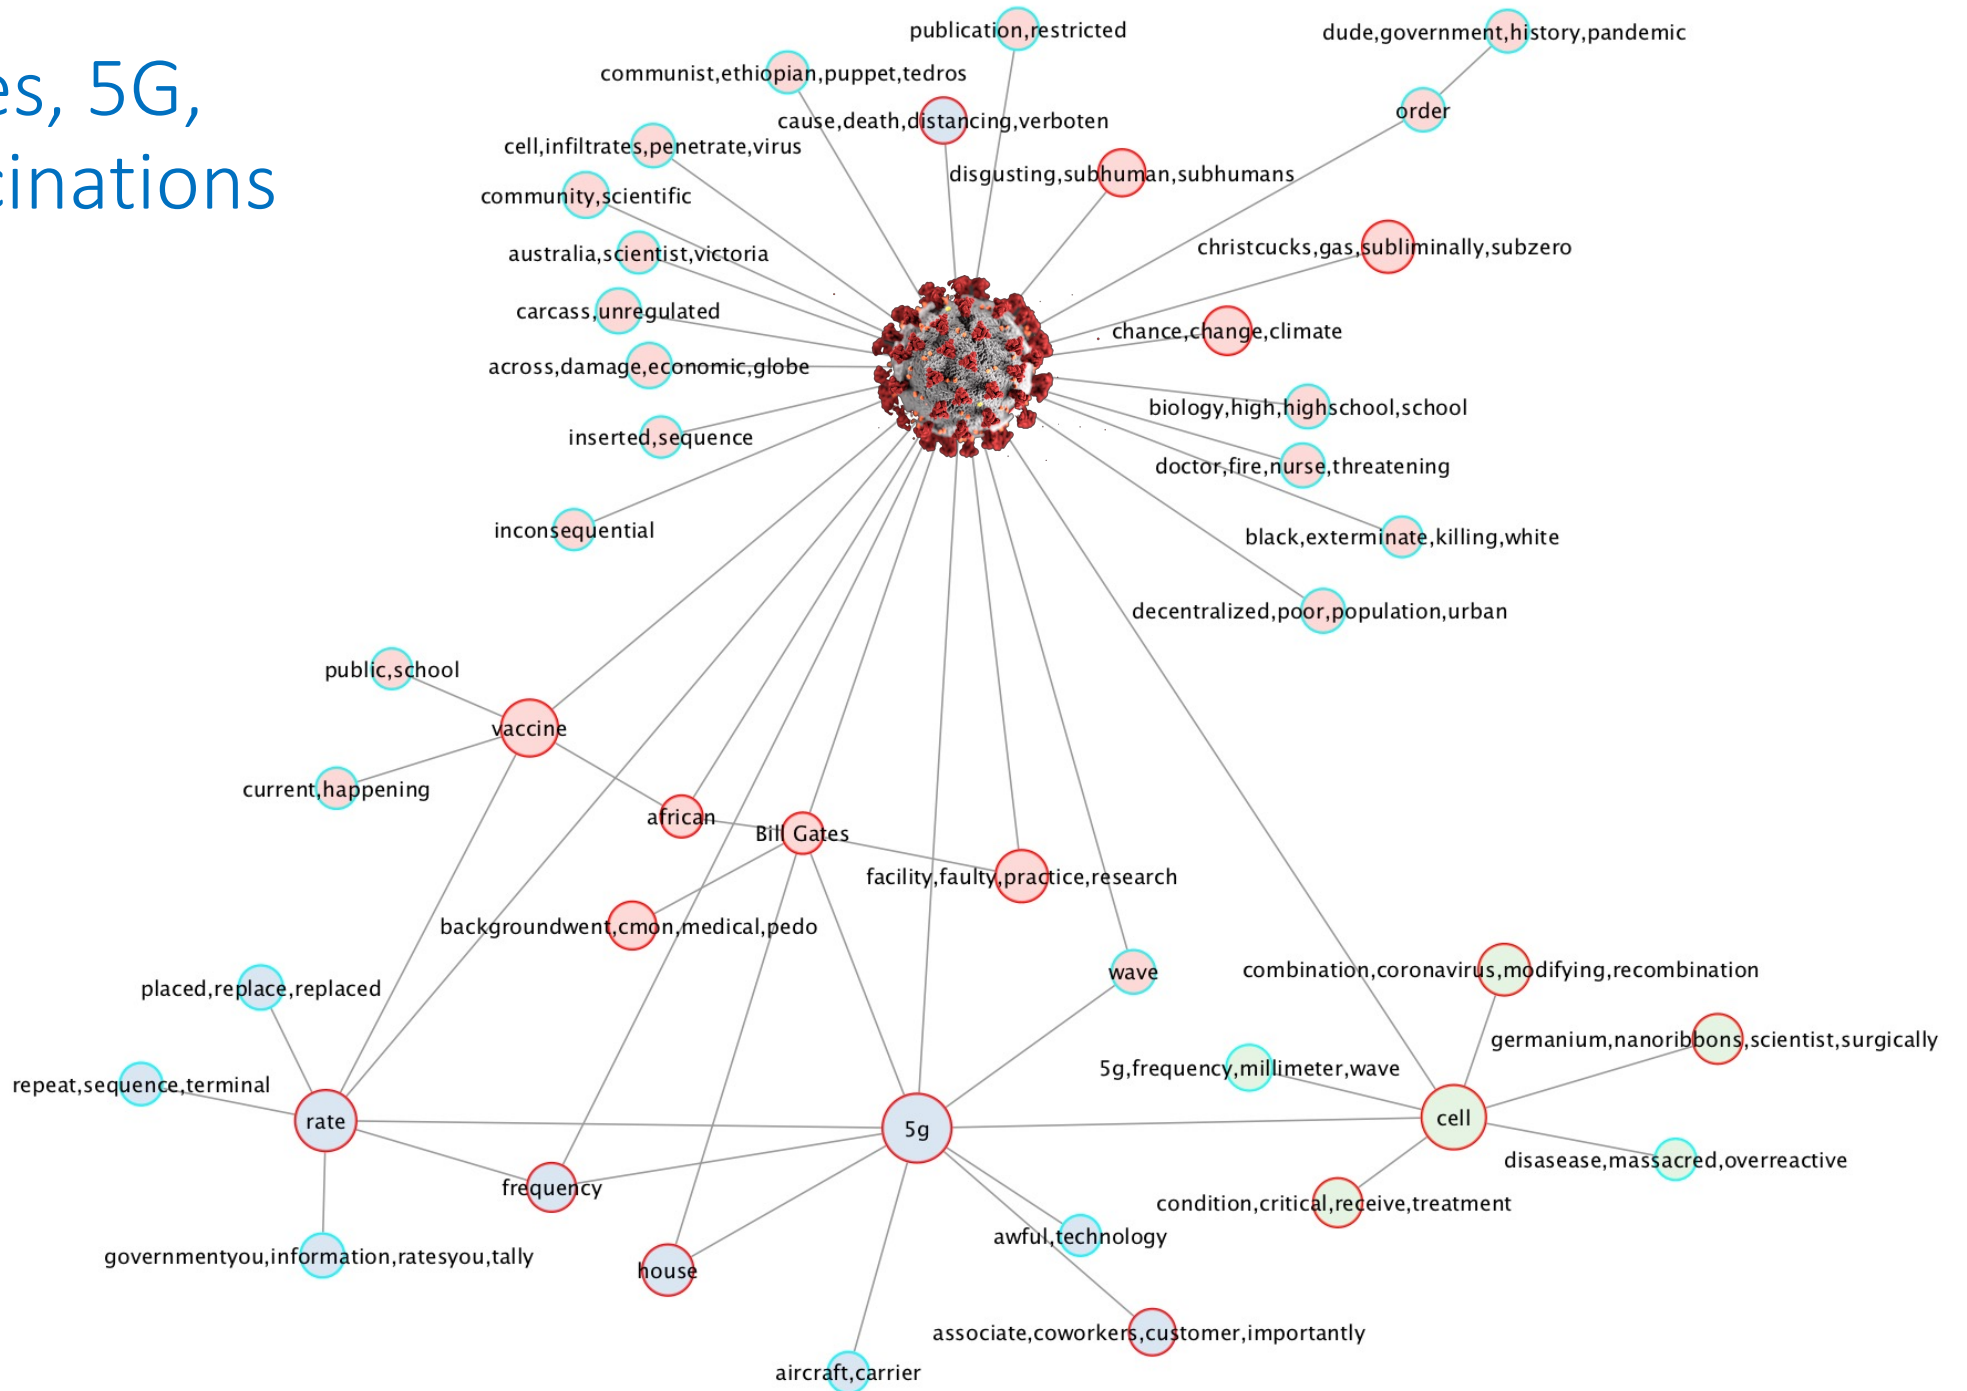 es, 5G,
cinations
publication,restricted
dude,government,history,pandemic
communist,ethiopian,puppet,tedros
order
cause,death,distancing,verboten
cell,infiltrates,penetrate,virus
disgusting,subhuman,subhumans
community,scientific
christcucks,gas,subliminally,subzero
australia,scientist,victoria
carcass,unregulated
chance,change,climate
across,damage,economic,globe
biology,high,highschool,school
inserted,sequence
doctor,fire,nurse,threatening
inconsequential
black,exterminate,killing,white
decentralized,poor,population,urban
public,school
vaccine
current,happening
african
Bill Gates
facility,faulty,practice,research
backgroundwent,cmon,medical,pedo
wave
combination,coronavirus,modifying,recombination
placed,replace,replaced
germanium,nanoribbons,scientist,surgically
5g,frequency,millimeter,wave
repeat,sequence,terminal
rate
5g
cell
disasease,massacred,overreactive
frequency
condition,critical,receive,treatment
awful,technology
governmentyou,information,ratesyou,tally
house
associate,coworkers,customer,importantly
aircraft,carrier